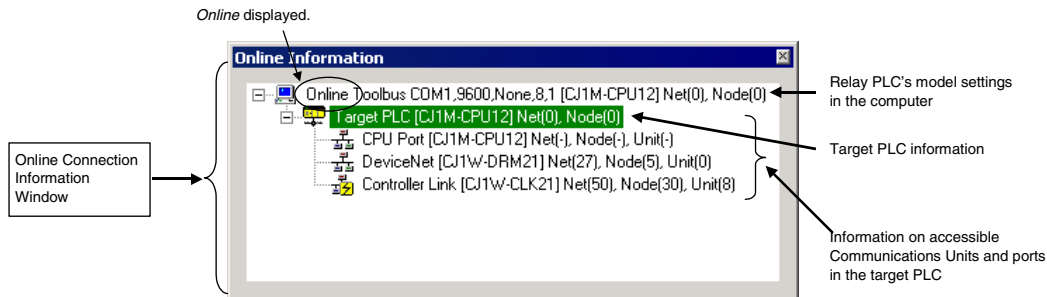 Online displayed.
Online Information
Online Toolbus COM1,9600,None,8,1 [CJ1M-CPU12] Net(0), Node(0)
Target PLC [CJ1M-CPU12] Net(0), Node(0)
CPU Port [CJ1M-CPU12] Net(-), Node(-), Unit(-)
DeviceNet [CJ1W-DRM21] Net(27), Node(5), Unit(0)
Controller Link [CJ1W-CLK21] Net(50), Node(30), Unit(8)
Online Connection
Information
Window
Relay PLC's model settings
in the computer
Target PLC information
Information on accessible
Communications Units and ports
in the target PLC